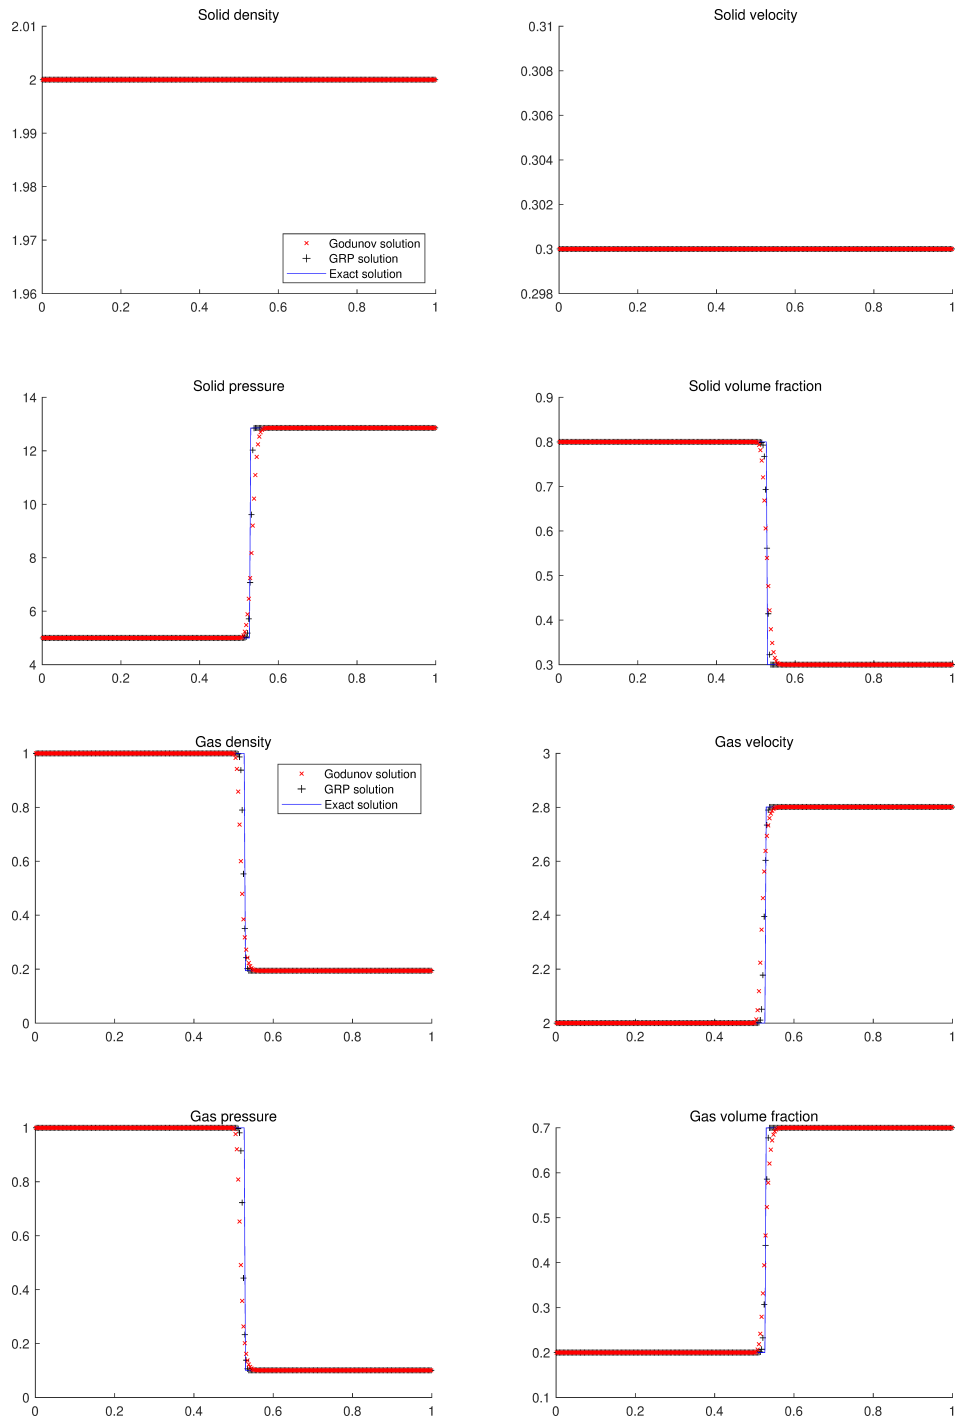 Solid density
2.01
2
1.99
1.98
1.97
1.96
0 0.2 0.4 0.6 0.8 1
Godunov solution
GRP solution
Exact solution
Solid velocity
0.31
0.308
0.306
0.304
0.302
0.3
0.298
0 0.2 0.4 0.6 0.8 1
Solid pressure
14
12
10
8
6
4
0 0.2 0.4 0.6 0.8 1
Solid volume fraction
0.9
0.8
0.7
0.6
0.5
0.4
0.3
0 0.2 0.4 0.6 0.8 1
Gas density
1
0.8
0.6
0.4
0.2
0
0 0.2 0.4 0.6 0.8 1
Godunov solution
GRP solution
Exact solution
Gas velocity
3
2.8
2.6
2.4
2.2
2
0 0.2 0.4 0.6 0.8 1
Gas pressure
1
0.8
0.6
0.4
0.2
0
0 0.2 0.4 0.6 0.8 1
Gas volume fraction
0.7
0.6
0.5
0.4
0.3
0.2
0.1
0 0.2 0.4 0.6 0.8 1